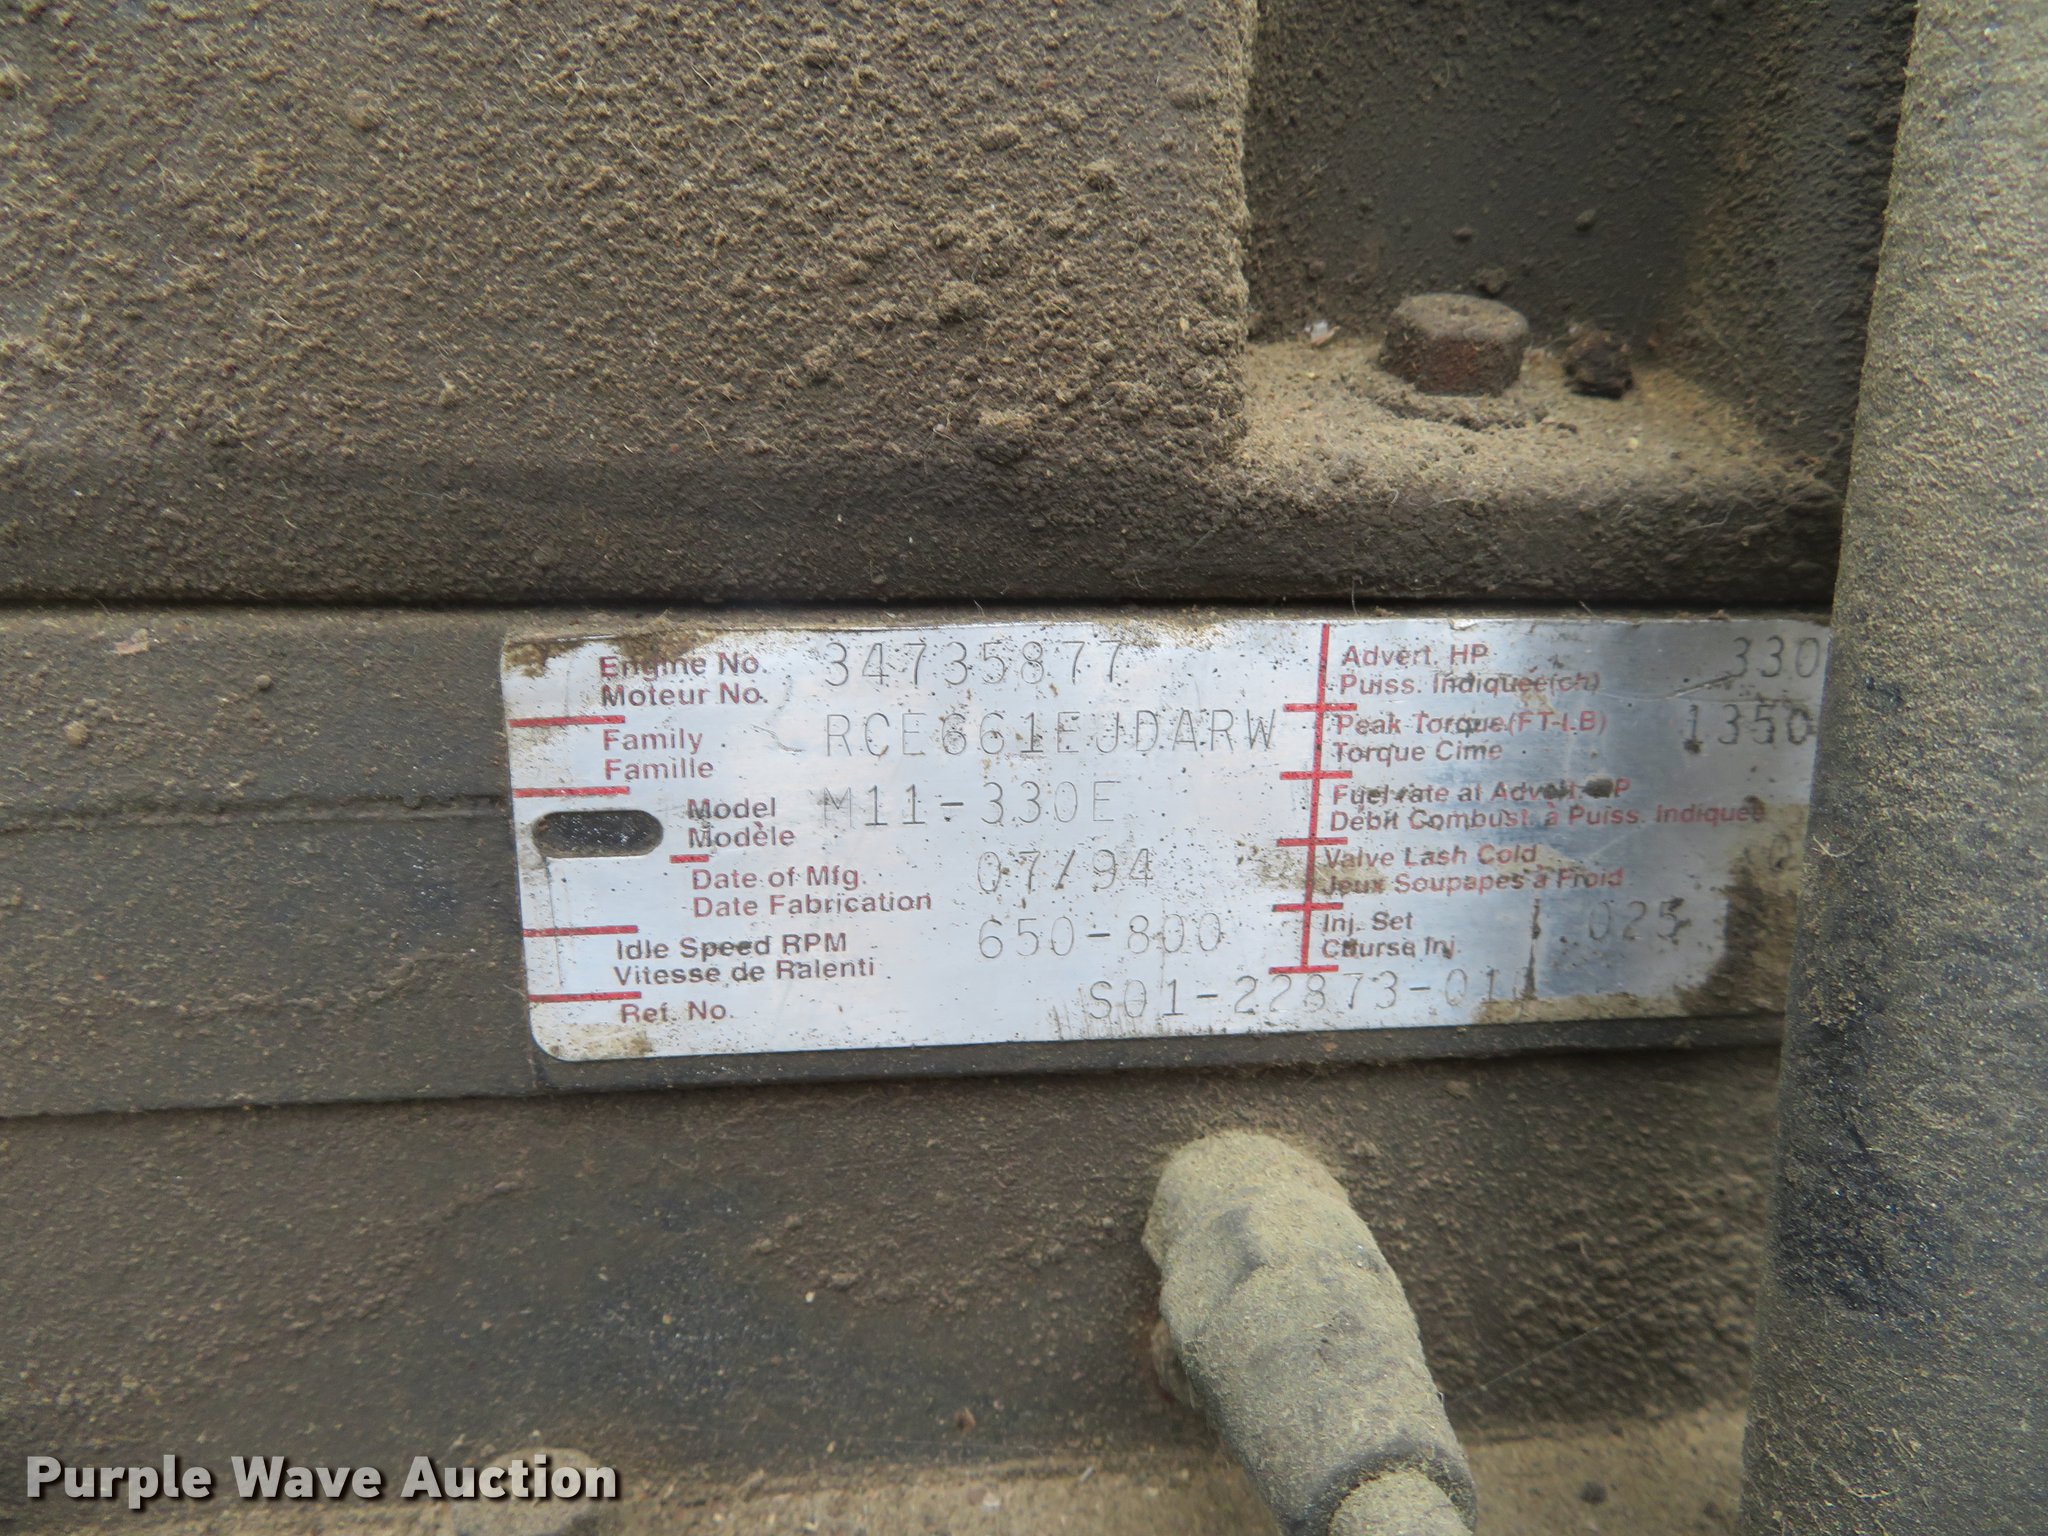 Engine No. 34735877
Moteur No.
Family RCE661EJDARW
Famille
Model M11-330E
Modèle
Date of Mfg. 07/94
Date Fabrication
Idle Speed RPM 650-800
Vitesse de Ralenti
Ref. No. S01-22873-01
Advert. HP 330
Puiss. Indiquée(ch)
Peak Torque(FT-LB) 1350
Torque Cime
Fuel rate at Advert. HP
Débit Combust. à Puiss. Indiquée
Valve Lash Cold
Jeux Soupapes à Froid
Inj. Set .025
Course Inj.
Purple Wave Auction